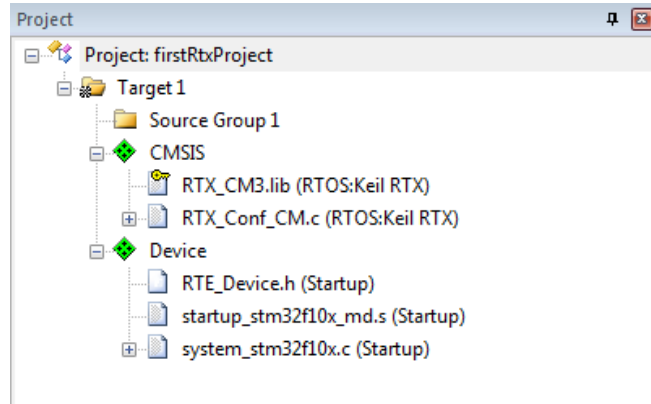 Project
Project: firstRtxProject
Target 1
Source Group 1
CMSIS
RTX_CM3.lib (RTOS:Keil RTX)
RTX_Conf_CM.c (RTOS:Keil RTX)
Device
RTE_Device.h (Startup)
startup_stm32f10x_md.s (Startup)
system_stm32f10x.c (Startup)